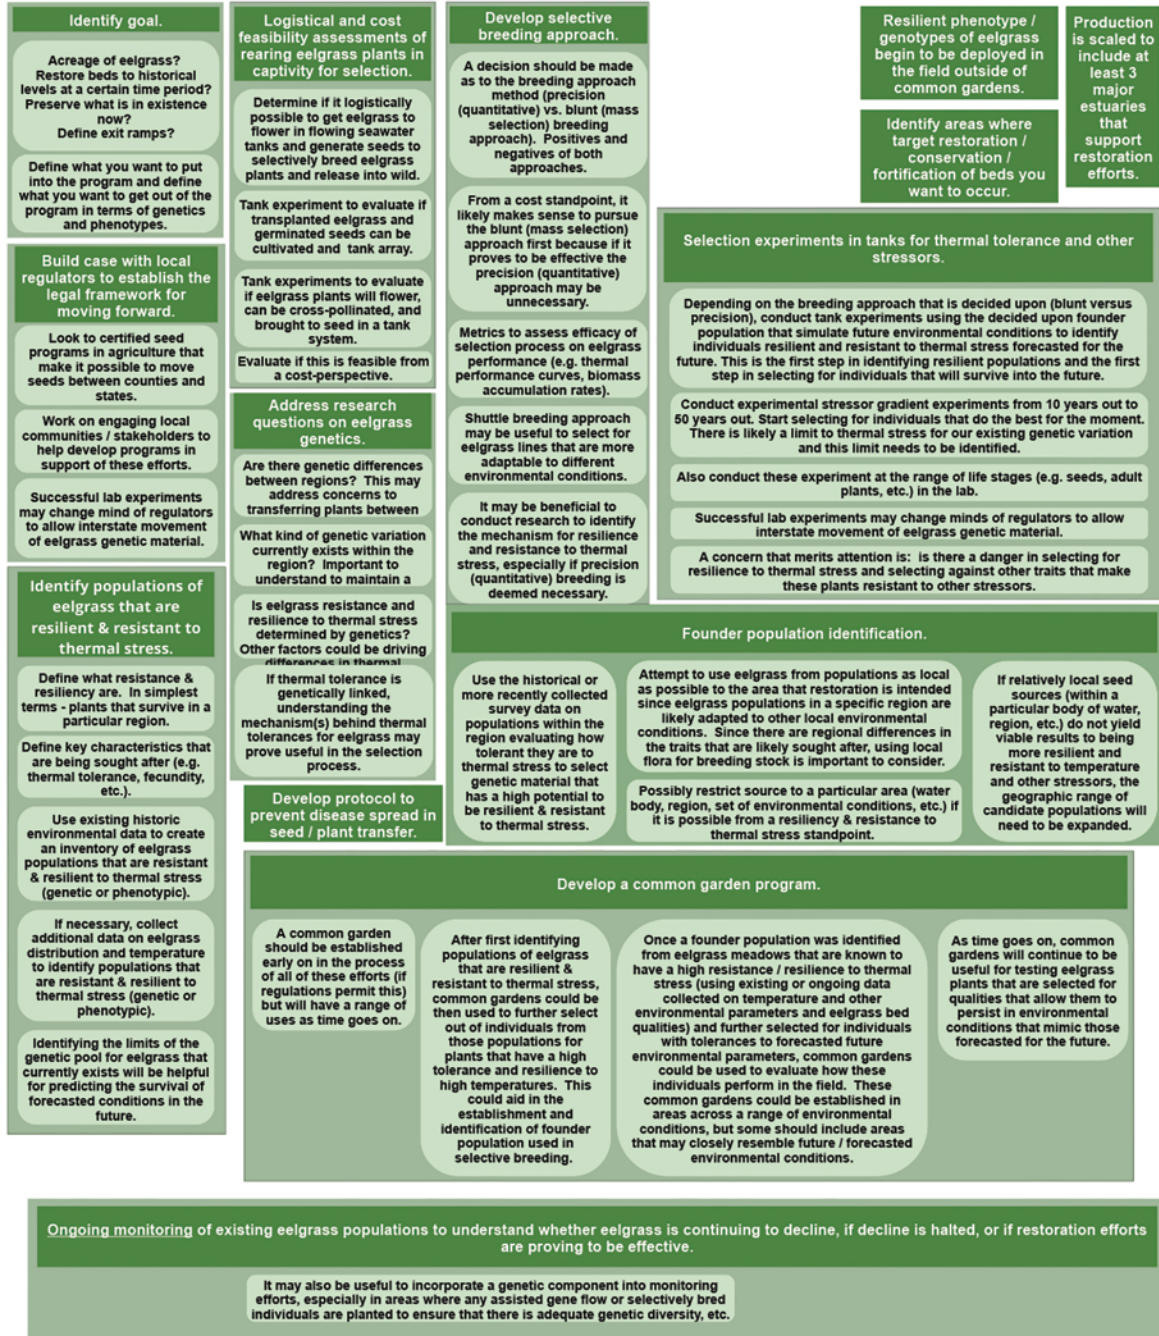 Identify goal.
Acreage of eelgrass?
Restore beds to historical
levels at a certain time period?
Preserve what is in existence
now?
Define exit ramps?
Define what you want to put
into the program and define
what you want to get out of the
program in terms of genetics
and phenotypes.
Build case with local
regulators to establish the
legal framework for
moving forward.
Look to certified seed
programs in agriculture that
make it possible to move
seeds between counties and
states.
Work on engaging local
communities / stakeholders to
help develop programs in
support of these efforts.
Successful lab experiments
may change mind of regulators
to allow interstate movement
of eelgrass genetic material.
Identify populations of
eelgrass that are
resilient & resistant to
thermal stress.
Define what resistance &
resiliency are. In simplest
terms - plants that survive in a
particular region.
Define key characteristics that
are being sought after (e.g.
thermal tolerance, fecundity,
etc.).
Use existing historic
environmental data to create
an inventory of eelgrass
populations that are resistant
& resilient to thermal stress
(genetic or phenotypic).
If necessary, collect
additional data on eelgrass
distribution and temperature
to identify populations that
are resistant & resilient to
thermal stress (genetic or
phenotypic).
Identifying the limits of the
genetic pool for eelgrass that
currently exists will be helpful
for predicting the survival of
forecasted conditions in the
future.
Logistical and cost
feasibility assessments of
rearing eelgrass plants in
captivity for selection.
Determine if it logistically
possible to get eelgrass to
flower in flowing seawater
tanks and generate seeds to
selectively breed eelgrass
plants and release into wild.
Tank experiment to evaluate if
transplanted eelgrass and
germinated seeds can be
cultivated and tank array.
Tank experiments to evaluate
if eelgrass plants will flower,
can be cross-pollinated, and
brought to seed in a tank
system.
Evaluate if this is feasible from
a cost-perspective.
Address research
questions on eelgrass
genetics.
Are there genetic differences
between regions? This may
address concerns to
transferring plants between
What kind of genetic variation
currently exists within the
region? Important to
understand to maintain a
Is eelgrass resistance and
resilience to thermal stress
determined by genetics?
Other factors could be driving
differences in thermal
If thermal tolerance is
genetically linked,
understanding the
mechanism(s) behind thermal
tolerances for eelgrass may
prove useful in the selection
process.
Develop protocol to
prevent disease spread in
seed / plant transfer.
Develop selective
breeding approach.
A decision should be made
as to the breeding approach
method (precision
(quantitative) vs. blunt (mass
selection) breeding
approach). Positives and
negatives of both
approaches.
From a cost standpoint, it
likely makes sense to pursue
the blunt (mass selection)
approach first because if it
proves to be effective the
precision (quantitative)
approach may be
unnecessary.
Metrics to assess efficacy of
selection process on eelgrass
performance (e.g. thermal
performance curves, biomass
accumulation rates).
Shuttle breeding approach
may be useful to select for
eelgrass lines that are more
adaptable to different
environmental conditions.
It may be beneficial to
conduct research to identify
the mechanism for resilience
and resistance to thermal
stress, especially if precision
(quantitative) breeding is
deemed necessary.
Resilient phenotype /
genotypes of eelgrass
begin to be deployed in
the field outside of
common gardens.
Identify areas where
target restoration /
conservation /
fortification of beds you
want to occur.
Production
is scaled to
include at
least 3
major
estuaries
that
support
restoration
efforts.
Selection experiments in tanks for thermal tolerance and other
stressors.
Depending on the breeding approach that is decided upon (blunt versus
precision), conduct tank experiments using the decided upon founder
population that simulate future environmental conditions to identify
individuals resilient and resistant to thermal stress forecasted for the
future. This is the first step in identifying resilient populations and the first
step in selecting for individuals that will survive into the future.
Conduct experimental stressor gradient experiments from 10 years out to
50 years out. Start selecting for individuals that do the best for the moment.
There is likely a limit to thermal stress for our existing genetic variation
and this limit needs to be identified.
Also conduct these experiment at the range of life stages (e.g. seeds, adult
plants, etc.) in the lab.
Successful lab experiments may change minds of regulators to allow
interstate movement of eelgrass genetic material.
A concern that merits attention is: is there a danger in selecting for
resilience to thermal stress and selecting against other traits that make
these plants resistant to other stressors.
Founder population identification.
Use the historical or
more recently collected
survey data on
populations within the
region evaluating how
tolerant they are to
thermal stress to select
genetic material that
has a high potential to
be resilient & resistant
to thermal stress.
Attempt to use eelgrass from populations as local
as possible to the area that restoration is intended
since eelgrass populations in a specific region are
likely adapted to other local environmental
conditions. Since there are regional differences in
the traits that are likely sought after, using local
flora for breeding stock is important to consider.
Possibly restrict source to a particular area (water
body, region, set of environmental conditions, etc.) if
it is possible from a resiliency & resistance to
thermal stress standpoint.
If relatively local seed
sources (within a
particular body of water,
region, etc.) do not yield
viable results to being
more resilient and
resistant to temperature
and other stressors, the
geographic range of
candidate populations will
need to be expanded.
Develop a common garden program.
A common garden
should be established
early on in the process
of all of these efforts (if
regulations permit this)
but will have a range of
uses as time goes on.
After first identifying
populations of eelgrass
that are resilient &
resistant to thermal stress,
common gardens could be
then used to further select
out of individuals from
those populations for
plants that have a high
tolerance and resilience to
high temperatures. This
could aid in the
establishment and
identification of founder
population used in
selective breeding.
Once a founder population was identified
from eelgrass meadows that are known to
have a high resistance / resilience to thermal
stress (using existing or ongoing data
collected on temperature and other
environmental parameters and eelgrass bed
qualities) and further selected for individuals
with tolerances to forecasted future
environmental parameters, common gardens
could be used to evaluate how these
individuals perform in the field. These
common gardens could be established in
areas across a range of environmental
conditions, but some should include areas
that may closely resemble future / forecasted
environmental conditions.
As time goes on, common
gardens will continue to be
useful for testing eelgrass
plants that are selected for
qualities that allow them to
persist in environmental
conditions that mimic those
forecasted for the future.
Ongoing monitoring of existing eelgrass populations to understand whether eelgrass is continuing to decline, if decline is halted, or if restoration efforts
are proving to be effective.
It may also be useful to incorporate a genetic component into monitoring
efforts, especially in areas where any assisted gene flow or selectively bred
individuals are planted to ensure that there is adequate genetic diversity, etc.